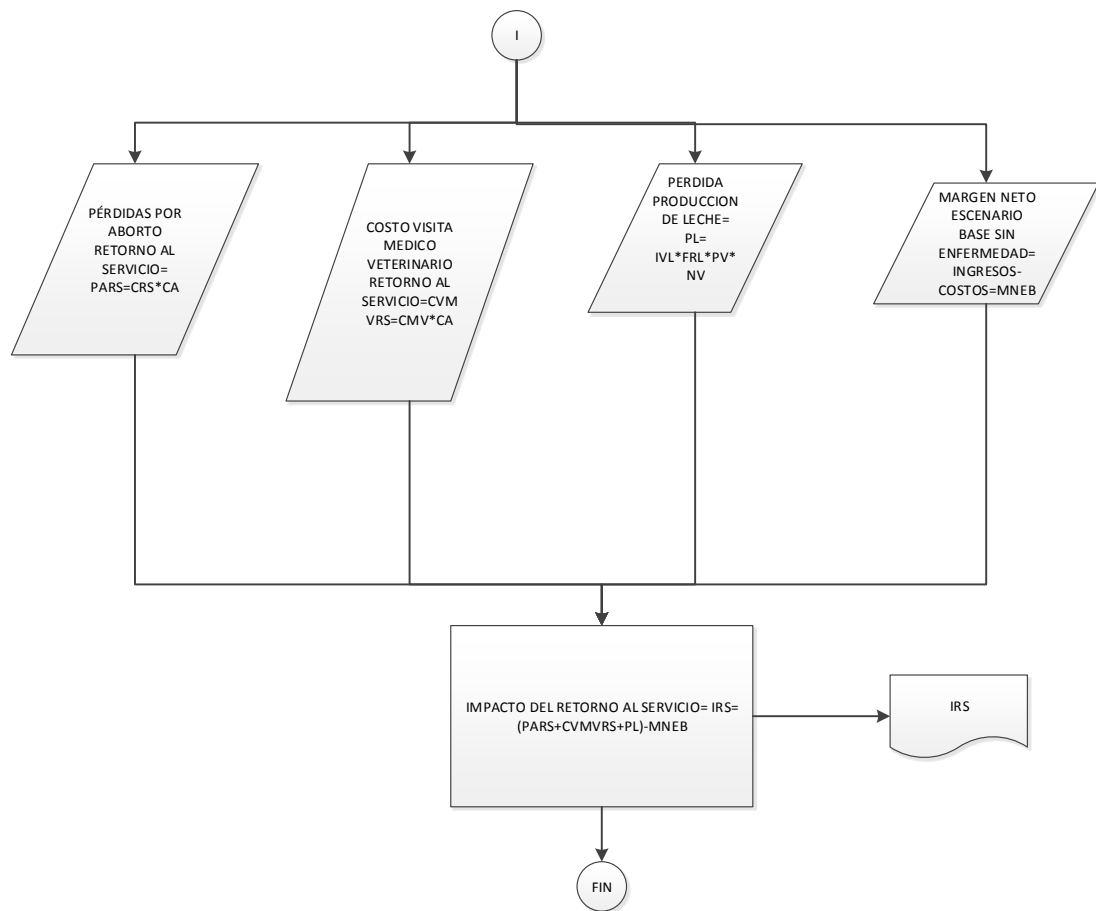 I
PÉRDIDAS POR
ABORTO
RETORNO AL
SERVICIO=
PARS=CRS*CA
COSTO VISITA
MEDICO
VETERINARIO
RETORNO AL
SERVICIO=CVM
VRS=CMV*CA
PERDIDA
PRODUCCION
DE LECHE=
PL=
IVL*FRL*PV*
NV
MARGEN NETO
ESCENARIO
BASE SIN
ENFERMEDAD=
INGRESOS-
COSTOS=MNEB
IMPACTO DEL RETORNO AL SERVICIO= IRS=
(PARS+CVMVRS+PL)-MNEB
IRS
FIN